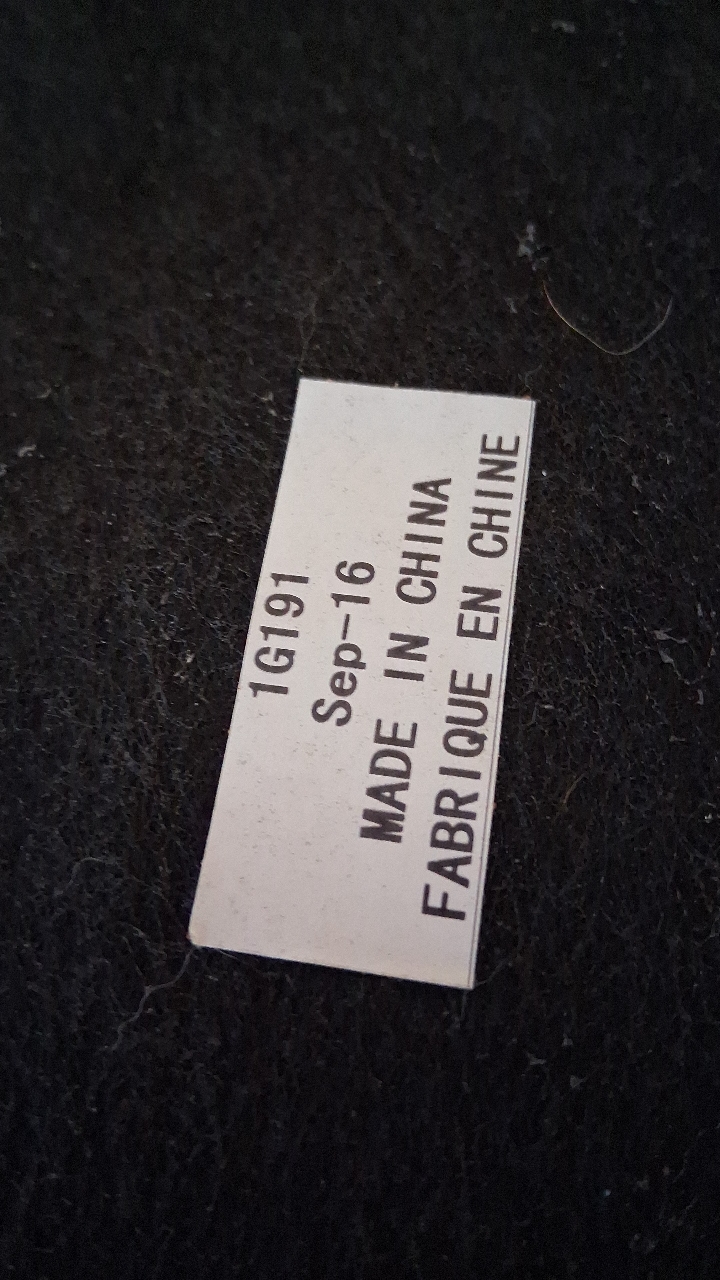 1G191
Sep-16
MADE IN CHINA
FABRIQUE EN CHINE